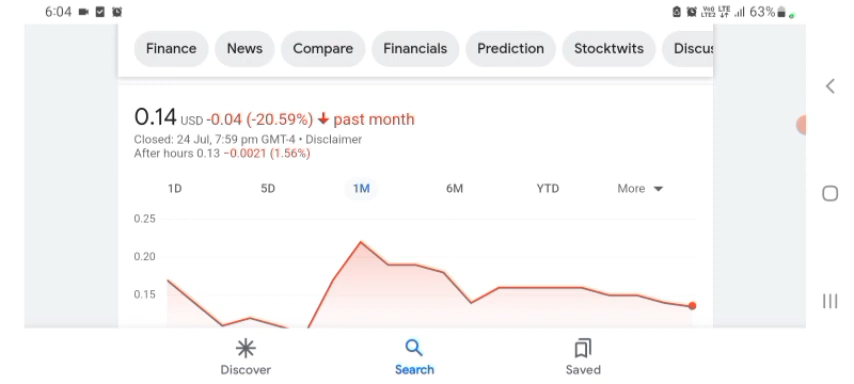 6:04 63%
Finance News Compare Financials Prediction Stocktwits Discus
0.14 USD -0.04 (-20.59%) past month
Closed: 24 Jul, 7:59 pm GMT-4 • Disclaimer
After hours 0.13 −0.0021 (1.56%)
1D 5D 1M 6M YTD More
0.25
0.20
0.15
Discover Search Saved